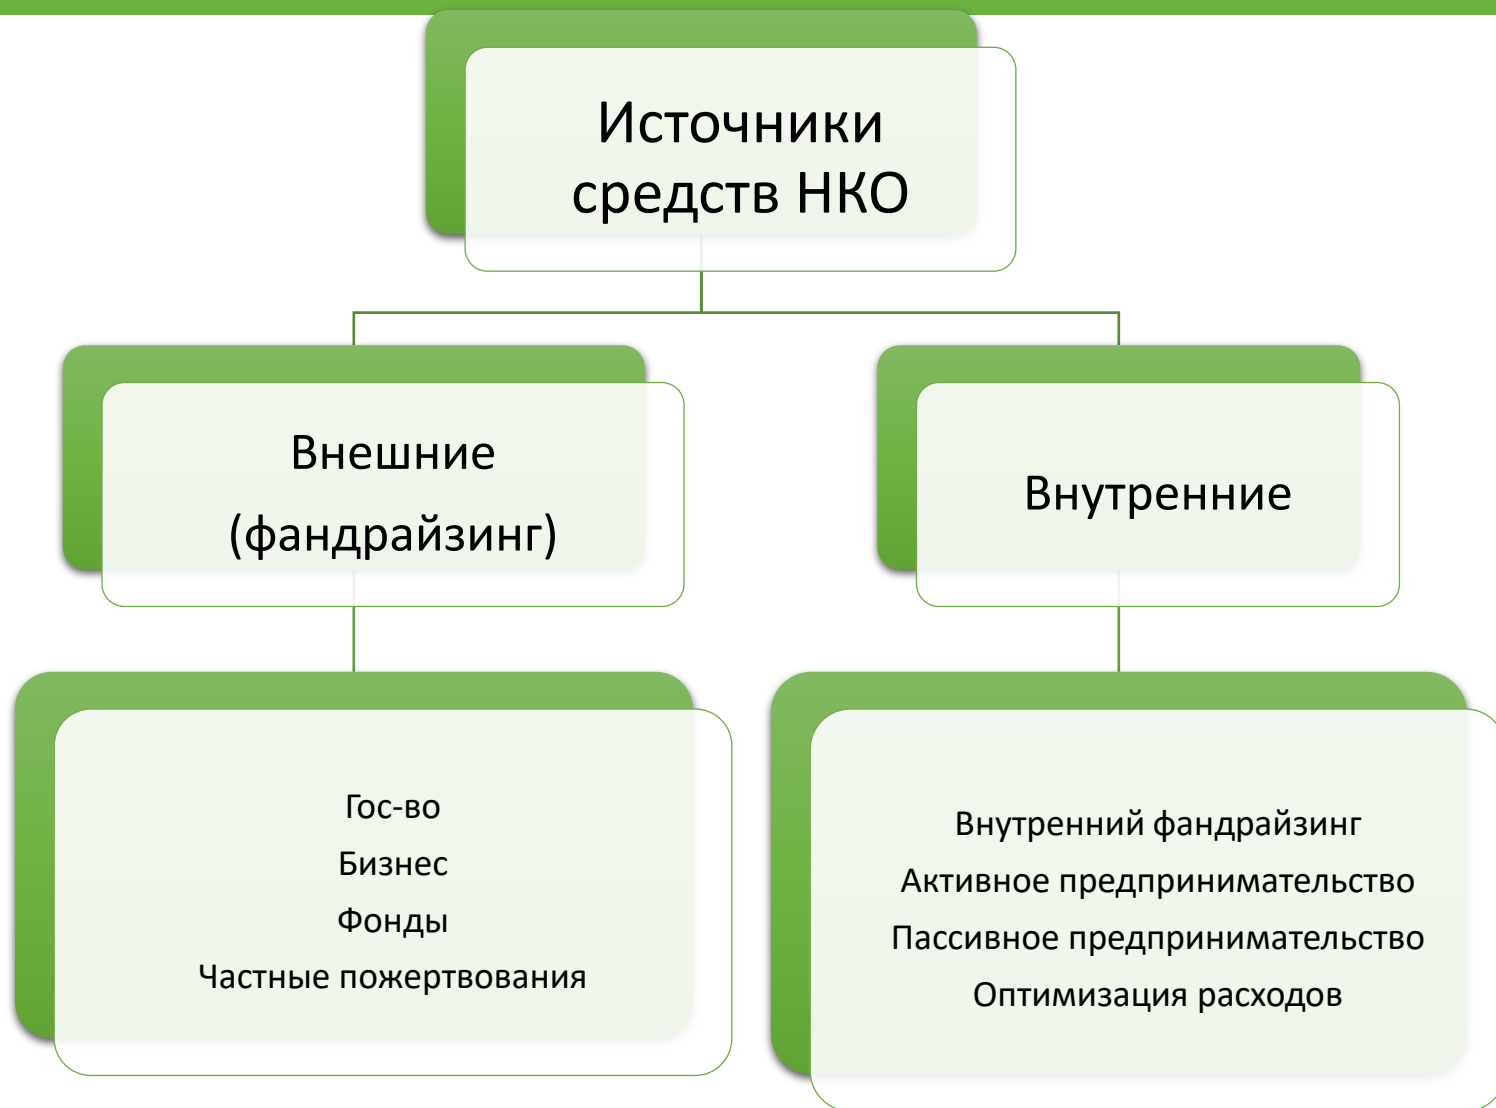 Источники
средств НКО
Внешние
(фандрайзинг)
Внутренние
Гос-во
Бизнес
Фонды
Частные пожертвования
Внутренний фандрайзинг
Активное предпринимательство
Пассивное предпринимательство
Оптимизация расходов